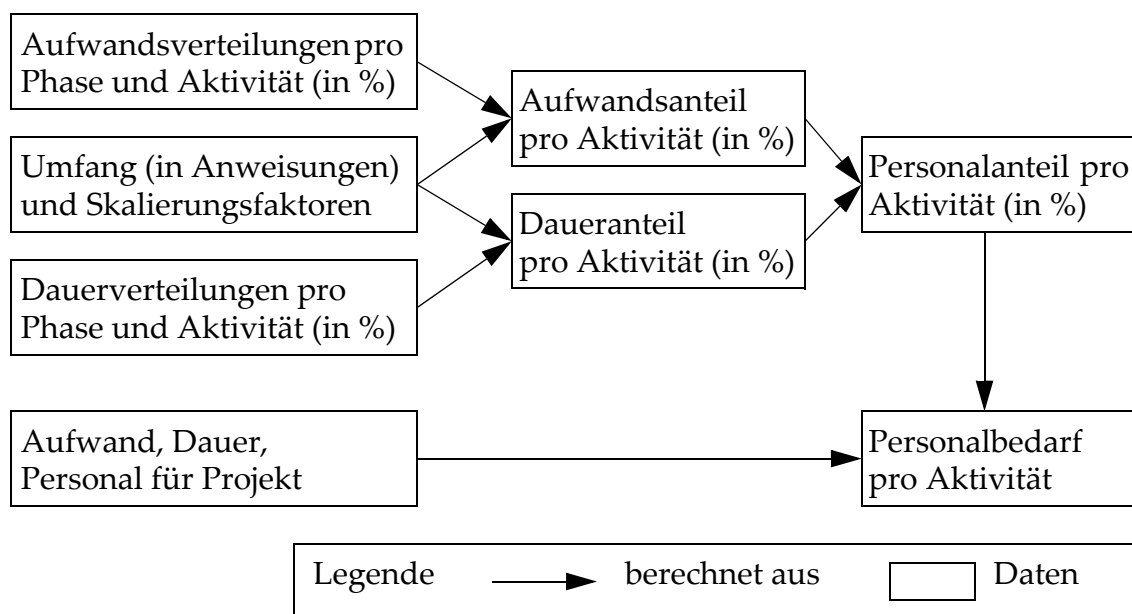 Aufwandsverteilungen pro
Phase und Aktivität (in %)
Umfang (in Anweisungen)
und Skalierungsfaktoren
Dauerverteilungen pro
Phase und Aktivität (in %)
Aufwandsanteil
pro Aktivität (in %)
Daueranteil
pro Aktivität (in %)
Personalanteil pro
Aktivität (in %)
Aufwand, Dauer,
Personal für Projekt
Personalbedarf
pro Aktivität
Legende berechnet aus Daten